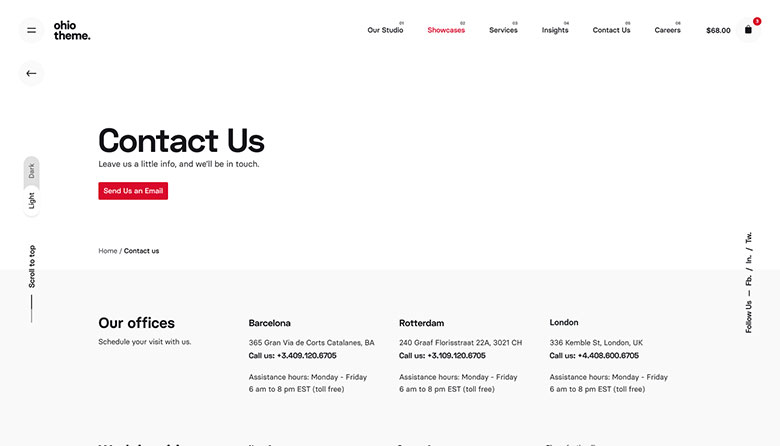 ohio
theme.
01
Our Studio
02
Showcases
03
Services
04
Insights
05
Contact Us
06
Careers
$68.00
3
Contact Us
Leave us a little info, and we'll be in touch.
Send Us an Email
Dark
Light
Scroll to top
Home / Contact us
Follow Us — Fb. / In. / Tw.
Our offices
Schedule your visit with us.
Barcelona
365 Gran Via de Corts Catalanes, BA
Call us: +3.409.120.6705
Assistance hours: Monday - Friday
6 am to 8 pm EST (toll free)
Rotterdam
240 Graaf Florisstraat 22A, 3021 CH
Call us: +3.109.120.6705
Assistance hours: Monday - Friday
6 am to 8 pm EST (toll free)
London
336 Kemble St, London, UK
Call us: +4.408.600.6705
Assistance hours: Monday - Friday
6 am to 8 pm EST (toll free)